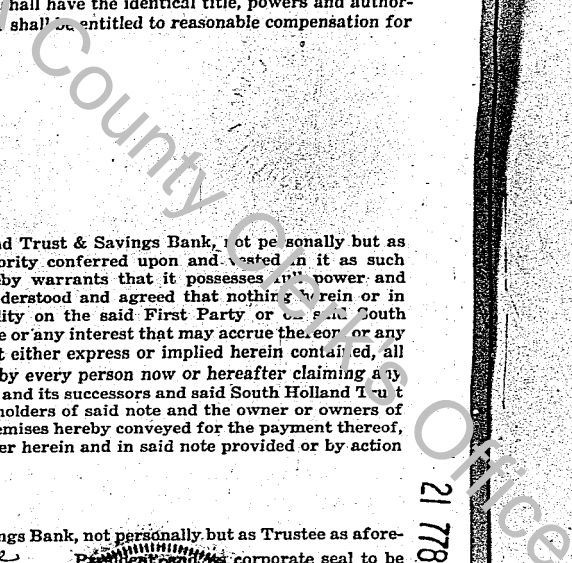 hall have the identical title, powers and author-
shall be entitled to reasonable compensation for
d Trust & Savings Bank, not personally but as
ority conferred upon and vested in it as such
by warrants that it possesses full power and
derstood and agreed that nothing herein or in
lity on the said First Party or on said South
e or any interest that may accrue thereon, or any
t either express or implied herein contained, all
by every person now or hereafter claiming any
and its successors and said South Holland Trust
holders of said note and the owner or owners of
emises hereby conveyed for the payment thereof,
er herein and in said note provided or by action
ngs Bank, not personally but as Trustee as afore-
President and its corporate seal to be
21 778
County Clerk's Office